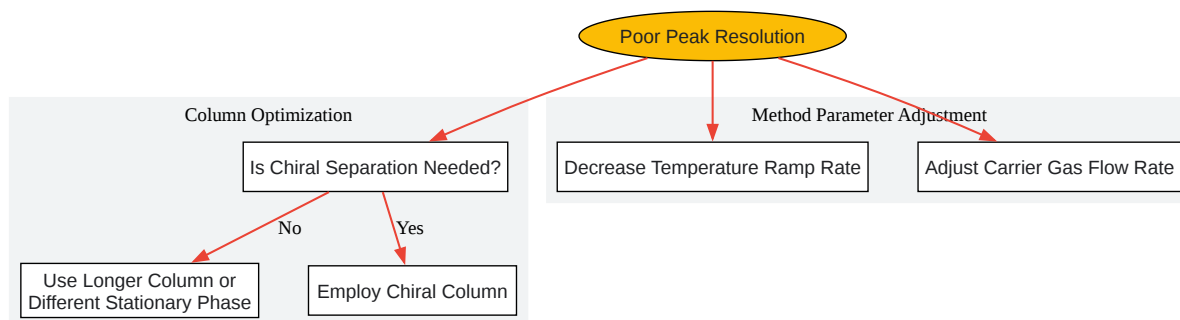 Poor Peak Resolution
Column Optimization
Method Parameter Adjustment
Is Chiral Separation Needed?
Decrease Temperature Ramp Rate
Adjust Carrier Gas Flow Rate
No
Yes
Use Longer Column or
Different Stationary Phase
Employ Chiral Column